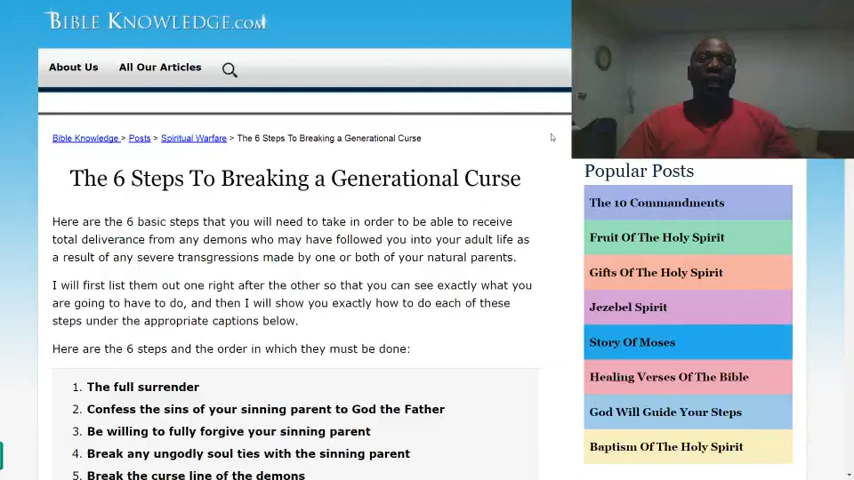 BIBLE KNOWLEDGE.COM
About Us All Our Articles
Bible Knowledge > Posts > Spiritual Warfare > The 6 Steps To Breaking a Generational Curse
The 6 Steps To Breaking a Generational Curse
Here are the 6 basic steps that you will need to take in order to be able to receive
total deliverance from any demons who may have followed you into your adult life as
a result of any severe transgressions made by one or both of your natural parents.
I will first list them out one right after the other so that you can see exactly what you
are going to have to do, and then I will show you exactly how to do each of these
steps under the appropriate captions below.
Here are the 6 steps and the order in which they must be done:
1. The full surrender
2. Confess the sins of your sinning parent to God the Father
3. Be willing to fully forgive your sinning parent
4. Break any ungodly soul ties with the sinning parent
5. Break the curse line of the demons
Popular Posts
The 10 Commandments
Fruit Of The Holy Spirit
Gifts Of The Holy Spirit
Jezebel Spirit
Story Of Moses
Healing Verses Of The Bible
God Will Guide Your Steps
Baptism Of The Holy Spirit